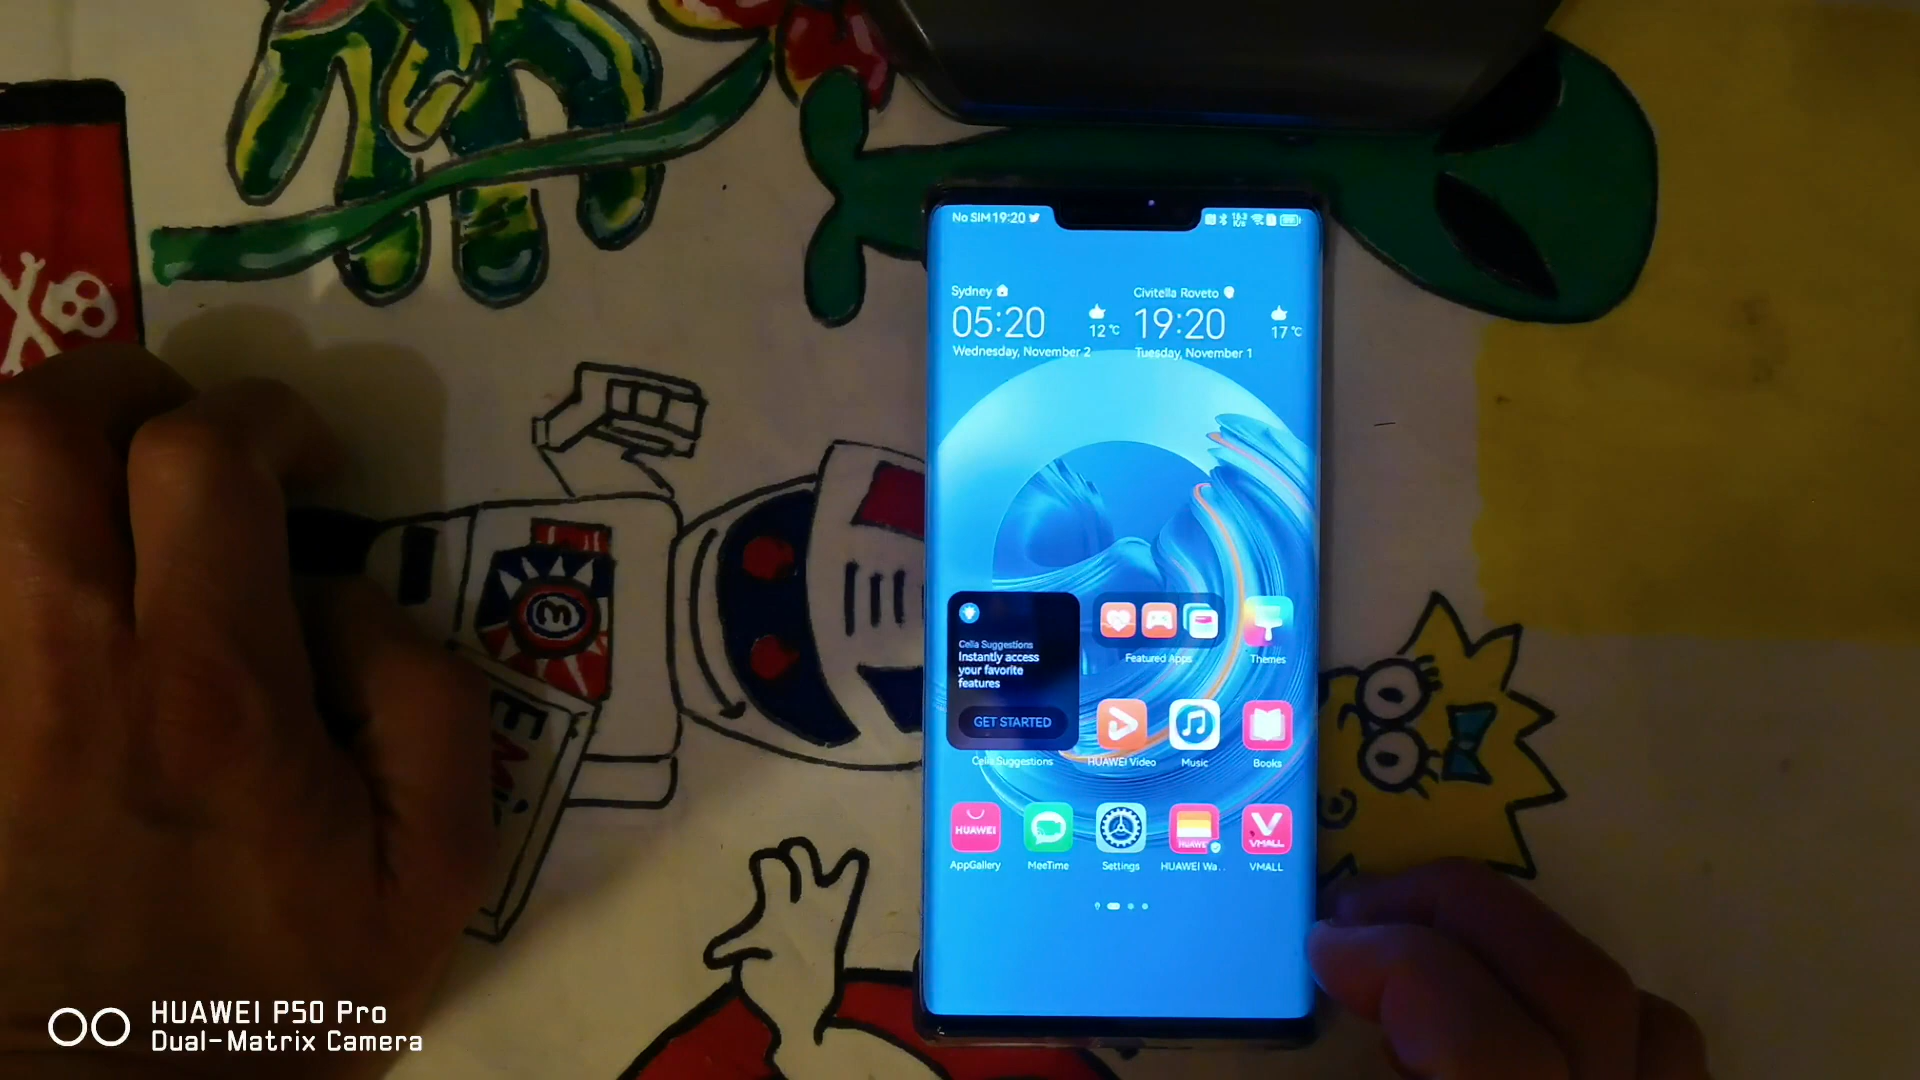 No SIM 19:20
Sydney
05:20
12 °C
Wednesday, November 2
Civitella Roveto
19:20
17 °C
Tuesday, November 1
Celia Suggestions
Instantly access
your favorite
features
GET STARTED
Celia Suggestions
Featured Apps
Themes
HUAWEI Video
Music
Books
HUAWEI
AppGallery
MeeTime
Settings
HUAWEI Wa..
VMALL
VMALL
HUAWEI P50 Pro
Dual-Matrix Camera